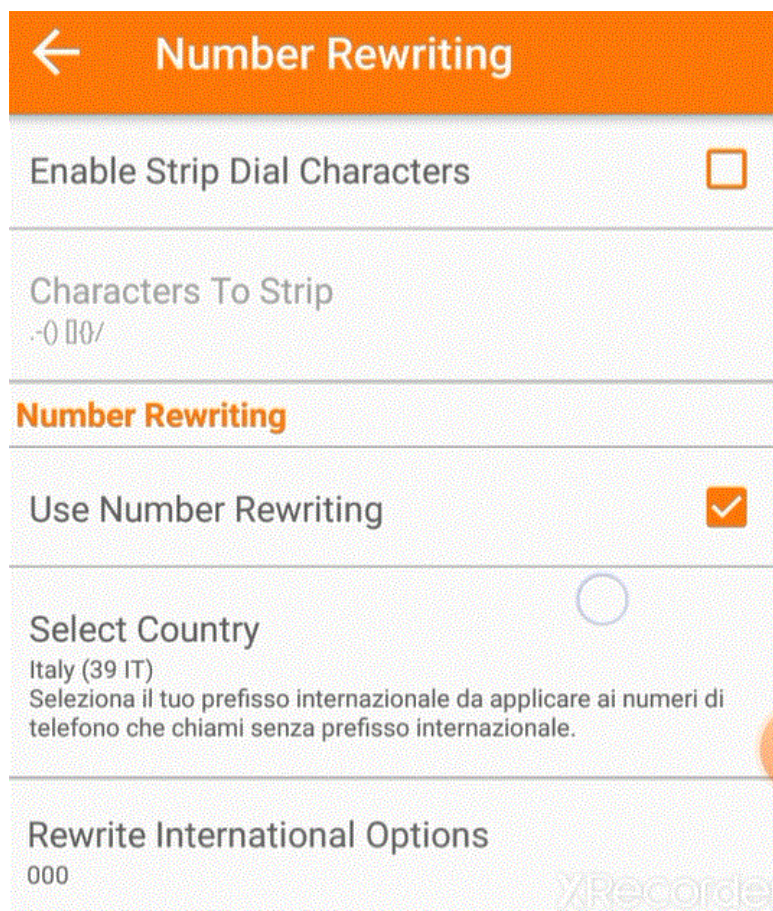 Number Rewriting
Enable Strip Dial Characters
Characters To Strip
.-() []{}/
Number Rewriting
Use Number Rewriting
Select Country
Italy (39 IT)
Seleziona il tuo prefisso internazionale da applicare ai numeri di
telefono che chiami senza prefisso internazionale.
Rewrite International Options
000
XRecorder